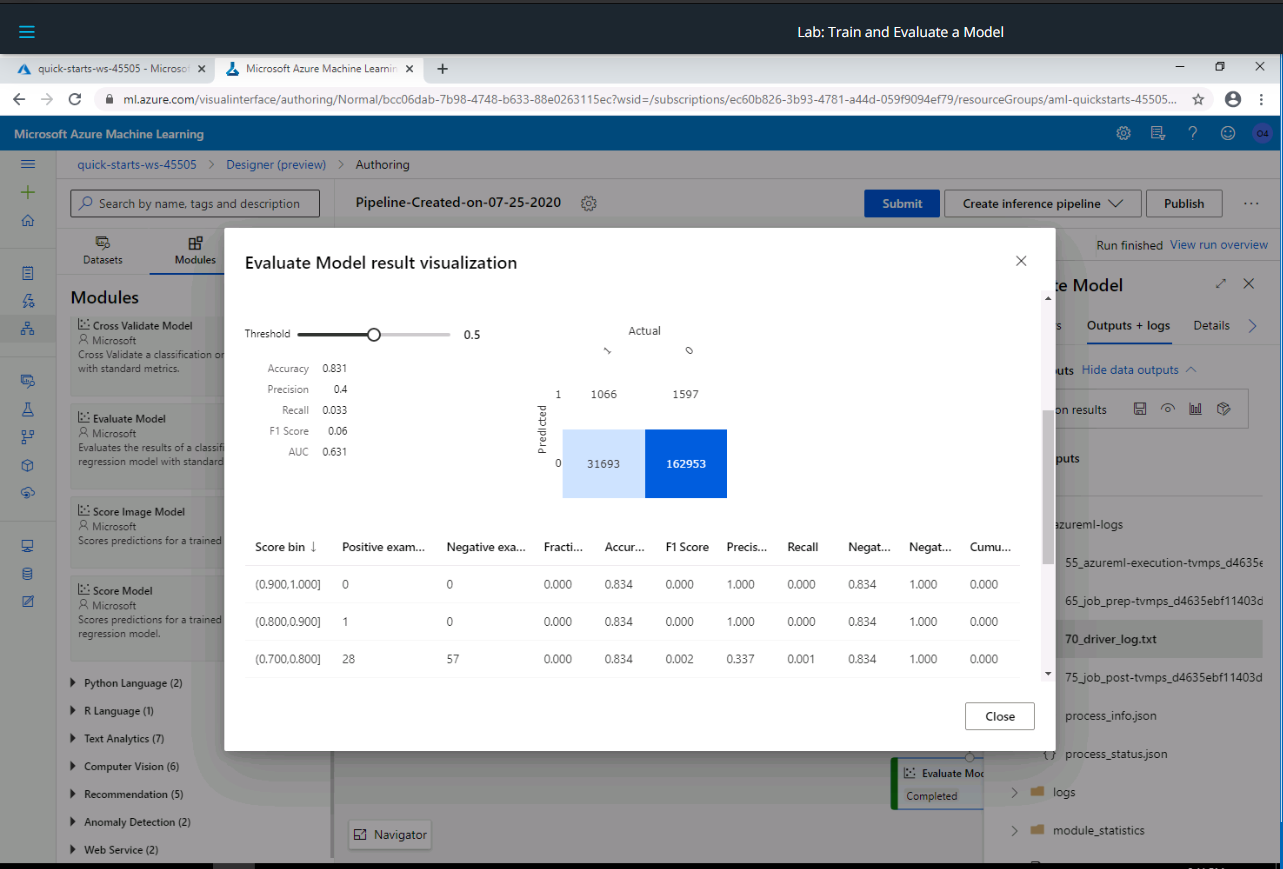 Lab: Train and Evaluate a Model
quick-starts-ws-45505 - Microsof
Microsoft Azure Machine Learnin
ml.azure.com/visualinterface/authoring/Normal/bcc06dab-7b98-4748-b633-88e0263115ec?wsid=/subscriptions/ec60b826-3b93-4781-a44d-059f9094ef79/resourceGroups/aml-quickstarts-45505...
Microsoft Azure Machine Learning
04
quick-starts-ws-45505 > Designer (preview) > Authoring
Search by name, tags and description
Pipeline-Created-on-07-25-2020
Submit
Create inference pipeline
Publish
...
Datasets
Modules
Run finished View run overview
Modules
Cross Validate Model
Microsoft
Cross Validate a classification or
with standard metrics.
Evaluate Model
Microsoft
Evaluates the results of a classifi
regression model with standard
Score Image Model
Microsoft
Scores predictions for a trained
Score Model
Microsoft
Scores predictions for a trained
regression model.
Python Language (2)
R Language (1)
Text Analytics (7)
Computer Vision (6)
Recommendation (5)
Anomaly Detection (2)
Web Service (2)
Evaluate Model result visualization
Threshold 0.5
Accuracy 0.831
Precision 0.4
Recall 0.033
F1 Score 0.06
AUC 0.631
Actual
1 0
Predicted
1 1066 1597
0 31693 162953
Score bin ↓ Positive exam... Negative exa... Fracti... Accur... F1 Score Precis... Recall Negat... Negat... Cumu...
(0.900,1.000] 0 0 0.000 0.834 0.000 1.000 0.000 0.834 1.000 0.000
(0.800,0.900] 1 0 0.000 0.834 0.000 1.000 0.000 0.834 1.000 0.000
(0.700,0.800] 28 57 0.000 0.834 0.002 0.337 0.001 0.834 1.000 0.000
Close
te Model
s
Outputs + logs
Details
uts Hide data outputs
on results
puts
azureml-logs
55_azureml-execution-tvmps_d4635e
65_job_prep-tvmps_d4635ebf11403d
70_driver_log.txt
75_job_post-tvmps_d4635ebf11403d
process_info.json
{} process_status.json
logs
module_statistics
Evaluate Mod
Completed
Navigator